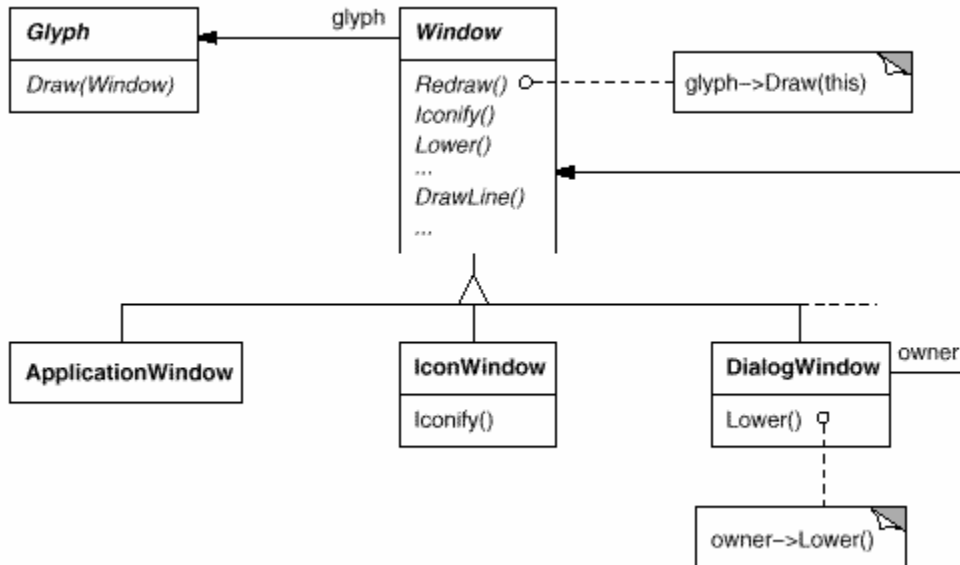 Glyph
Draw(Window)
glyph
Window
Redraw()
Iconify()
Lower()
...
DrawLine()
...
glyph->Draw(this)
ApplicationWindow
IconWindow
Iconify()
DialogWindow
Lower()
owner
owner->Lower()